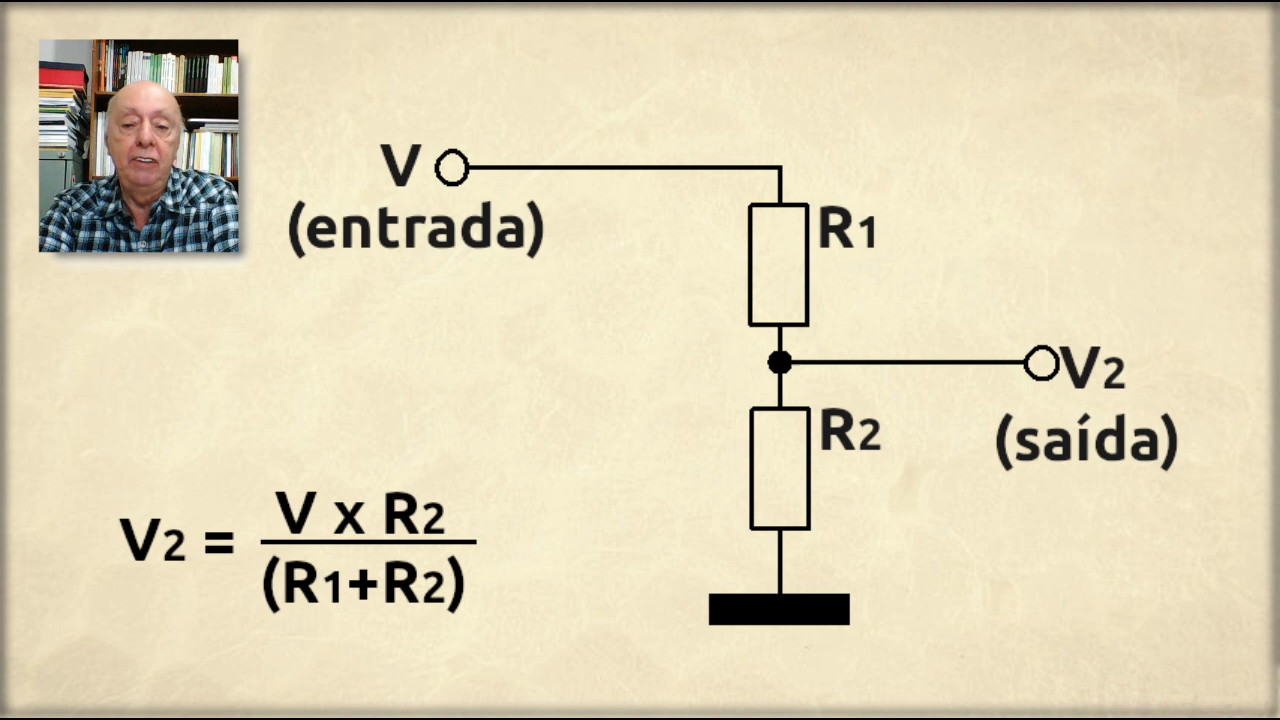 V
(entrada)
R1
V2
(saída)
R2
V2 = V x R2
(R1+R2)